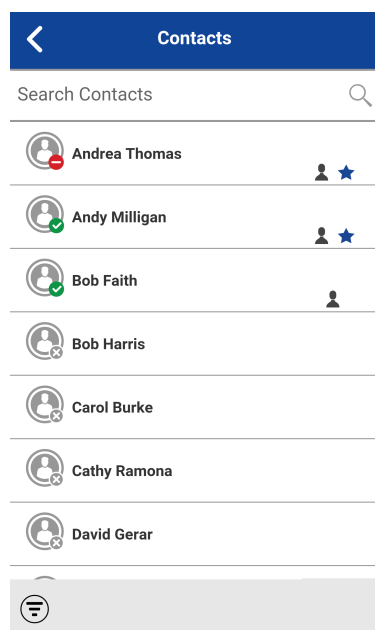 Contacts
Search Contacts
Andrea Thomas
Andy Milligan
Bob Faith
Bob Harris
Carol Burke
Cathy Ramona
David Gerar